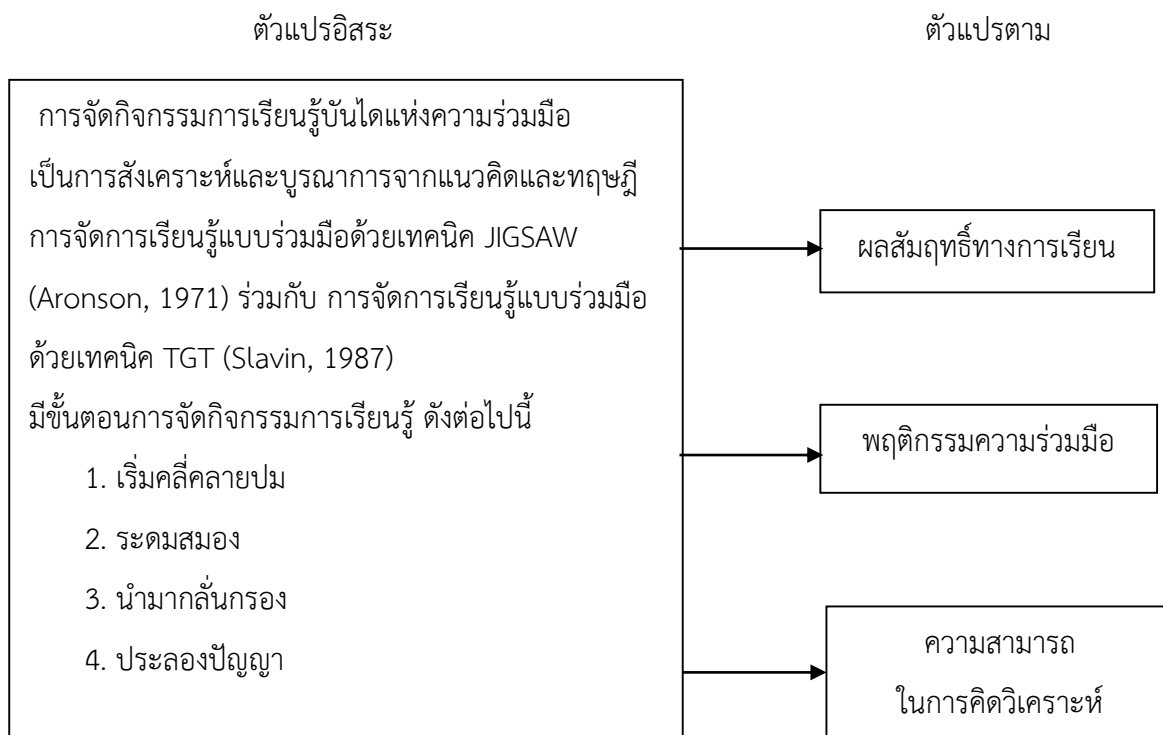 ตัวแปรอิสระ
ตัวแปรตาม
การจัดกิจกรรมการเรียนรู้บันไดแห่งความร่วมมือ
เป็นการสังเคราะห์และบูรณาการจากแนวคิดและทฤษฎี
การจัดการเรียนรู้แบบร่วมมือด้วยเทคนิค JIGSAW
(Aronson, 1971) ร่วมกับ การจัดการเรียนรู้แบบร่วมมือ
ด้วยเทคนิค TGT (Slavin, 1987)
มีขั้นตอนการจัดกิจกรรมการเรียนรู้ ดังต่อไปนี้
1. เริ่มคลี่คลายปม
2. ระดมสมอง
3. นำมากลั่นกรอง
4. ประลองปัญญา
ผลสัมฤทธิ์ทางการเรียน
พฤติกรรมความร่วมมือ
ความสามารถ
ในการคิดวิเคราะห์